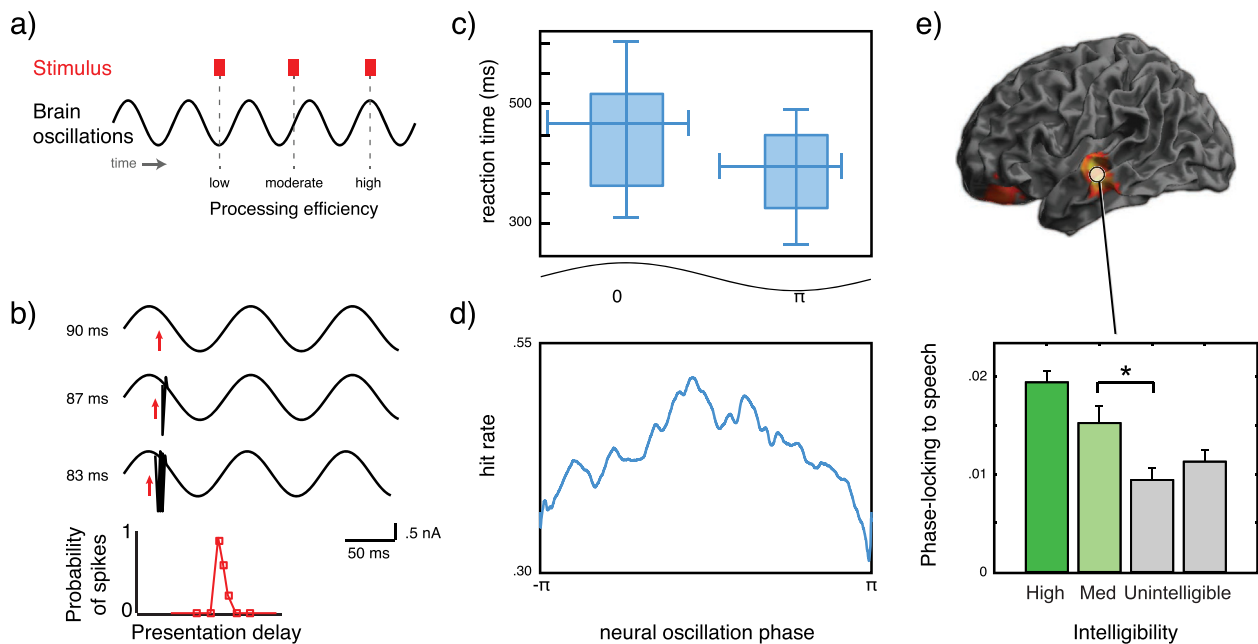 a)
Stimulus
Brain
oscillations
time
low moderate high
Processing efficiency
b)
90 ms
87 ms
83 ms
.5 nA
50 ms
1
0
Probability
of spikes
Presentation delay
c)
reaction time (ms)
500
300
0 π
d)
hit rate
.55
.30
-π π
neural oscillation phase
e)
Phase-locking to speech
.02
.01
0
*
High Med Unintelligible
Intelligibility